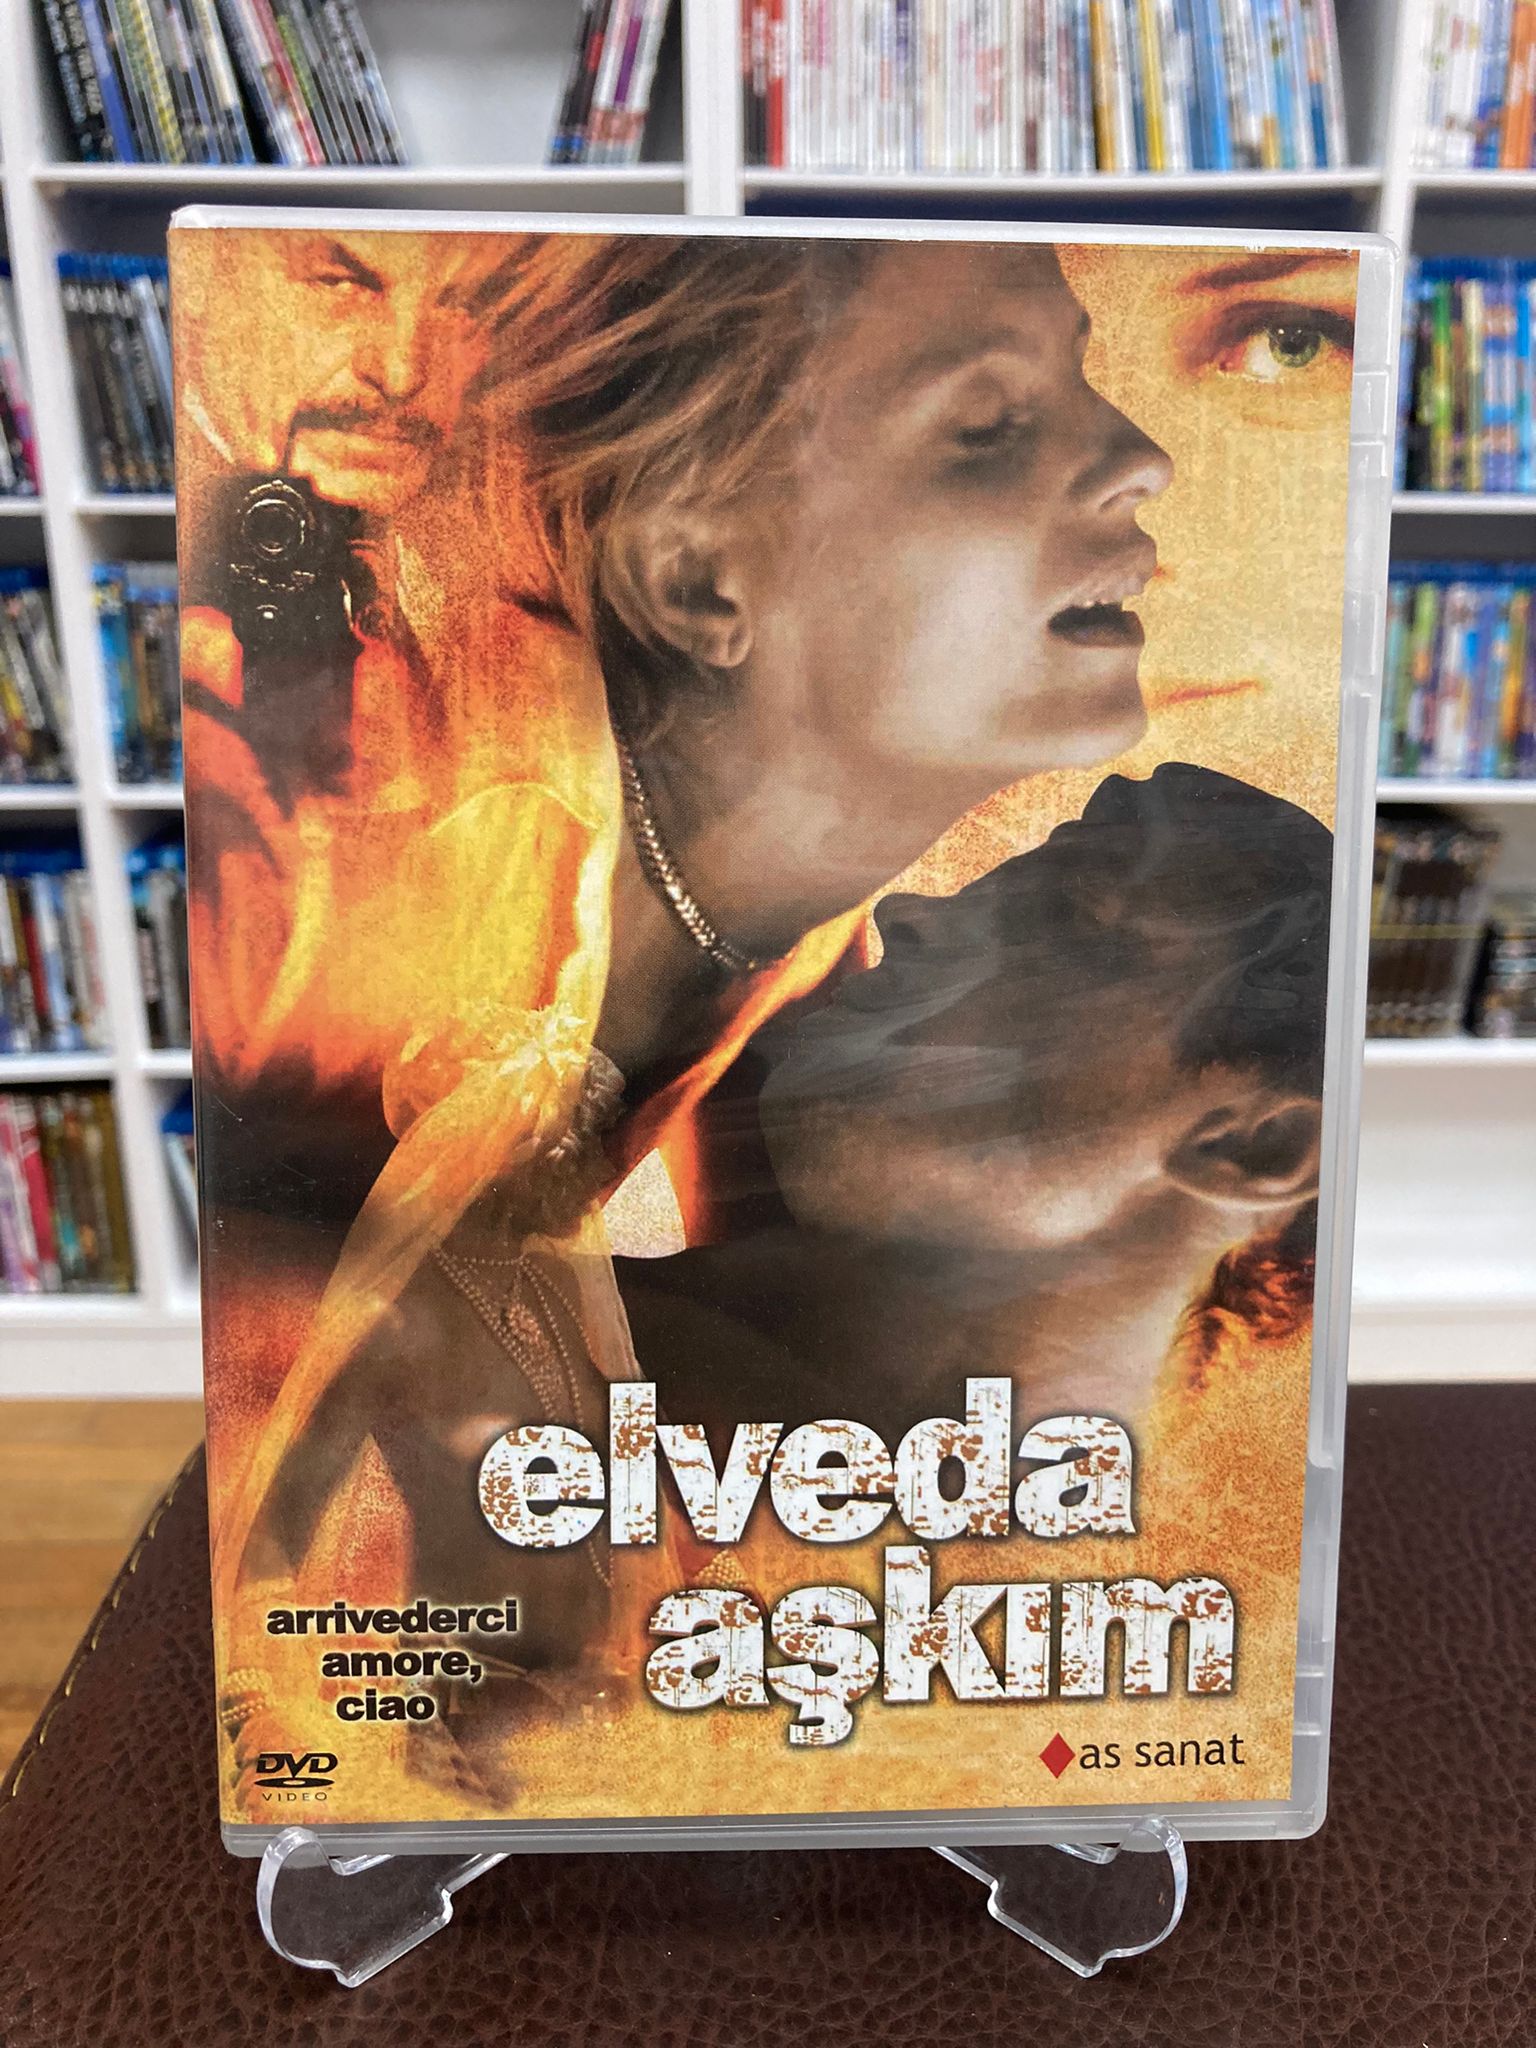 elveda
aşkım
arrivederci
amore,
ciao
DVD
VIDEO
as sanat